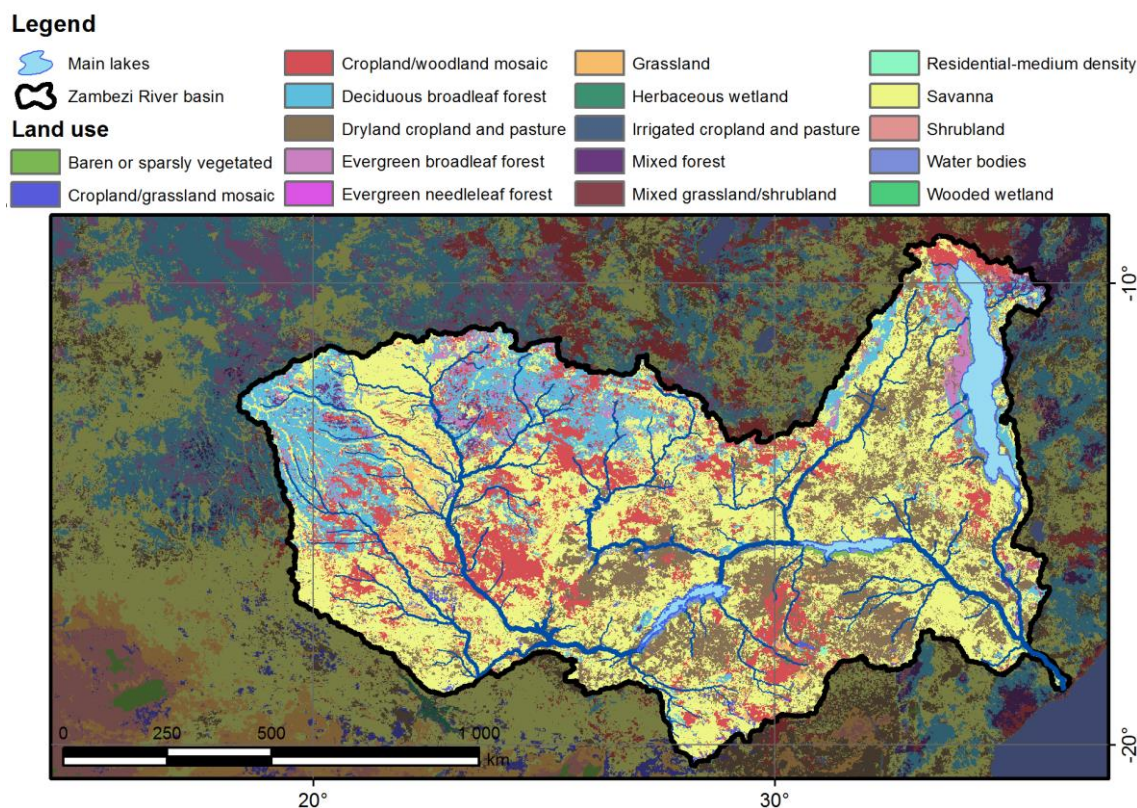 Legend
Main lakes
Zambezi River basin
Land use
Baren or sparsly vegetated
Cropland/grassland mosaic
Cropland/woodland mosaic
Deciduous broadleaf forest
Dryland cropland and pasture
Evergreen broadleaf forest
Evergreen needleleaf forest
Grassland
Herbaceous wetland
Irrigated cropland and pasture
Mixed forest
Mixed grassland/shrubland
Residential-medium density
Savanna
Shrubland
Water bodies
Wooded wetland
-10°
-20°
0 250 500 1 000
km
20° 30°